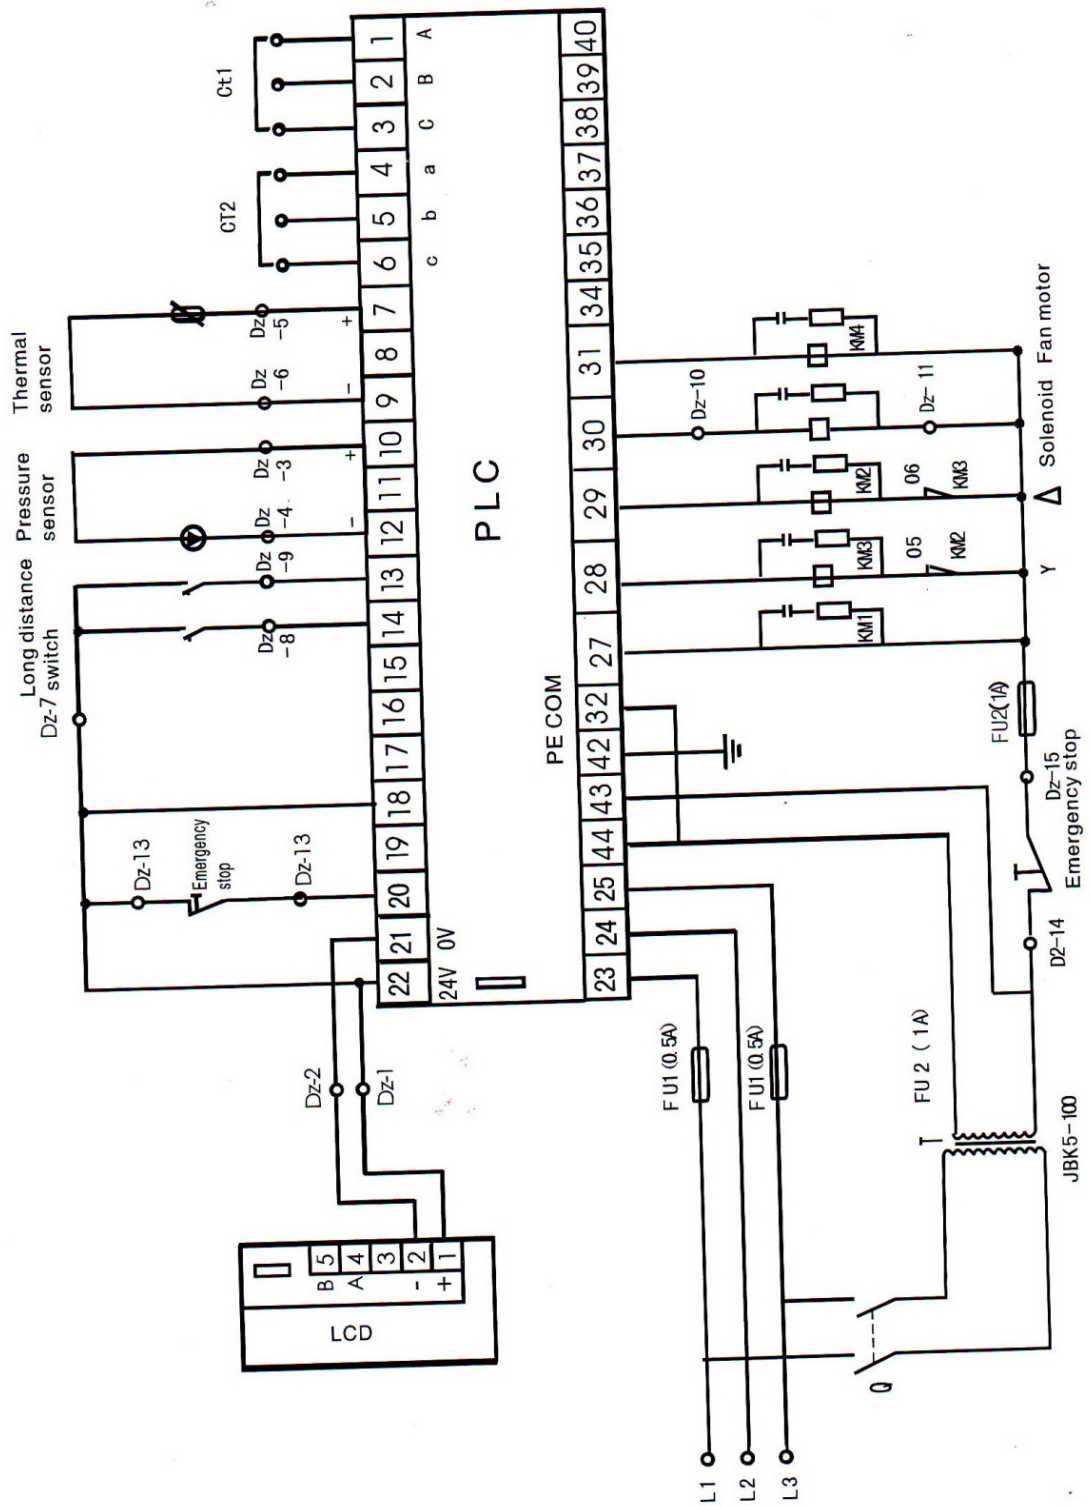 Ct1
CT2
Thermal
sensor
Pressure
sensor
Long distance
Dz-7 switch
Dz
-5
Dz
-6
Dz
-3
Dz
-4
Dz
-9
Dz
-8
+
-
+
-
Dz-13
Emergency
stop
Dz-13
1
2
3
4
5
6
7
8
9
10
11
12
13
14
15
16
17
18
19
20
21
22
A
B
C
a
b
c
0V
24V
PLC
PE COM
40
39
38
37
36
35
34
31
30
29
28
27
32
42
43
44
25
24
23
Dz-2
Dz-1
LCD
B
A
-
+
5
4
3
2
1
KM4
Dz-10
Dz-11
KM2
06
KM3
KM3
05
KM2
KM1
Fan motor
Solenoid
Δ
Y
FU2(1A)
Dz-15
Emergency stop
D2-14
FU1(0.5A)
FU1(0.5A)
FU2(1A)
T
JBK5-100
Q
L1
L2
L3